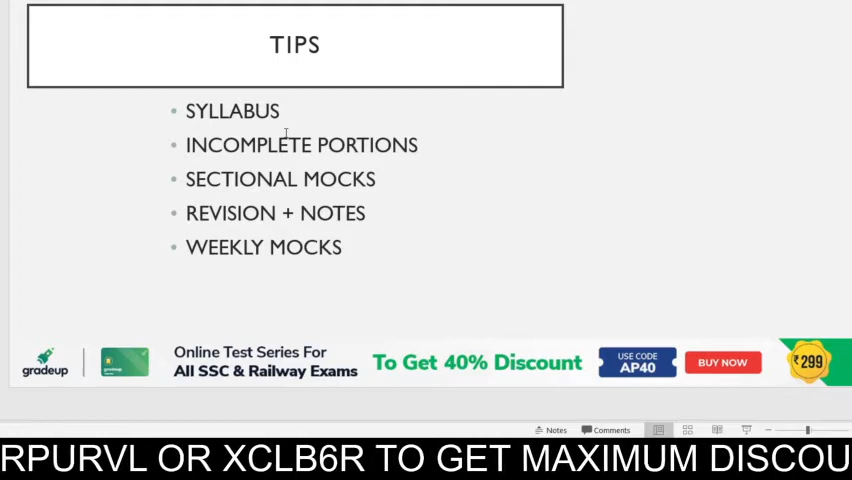 TIPS
• SYLLABUS
• INCOMPLETE PORTIONS
• SECTIONAL MOCKS
• REVISION + NOTES
• WEEKLY MOCKS
gradeup
gradeup
Online Test Series For
All SSC & Railway Exams
To Get 40% Discount
USE CODE
AP40
BUY NOW
₹299
Notes
Comments
RPURVL OR XCLB6R TO GET MAXIMUM DISCOU